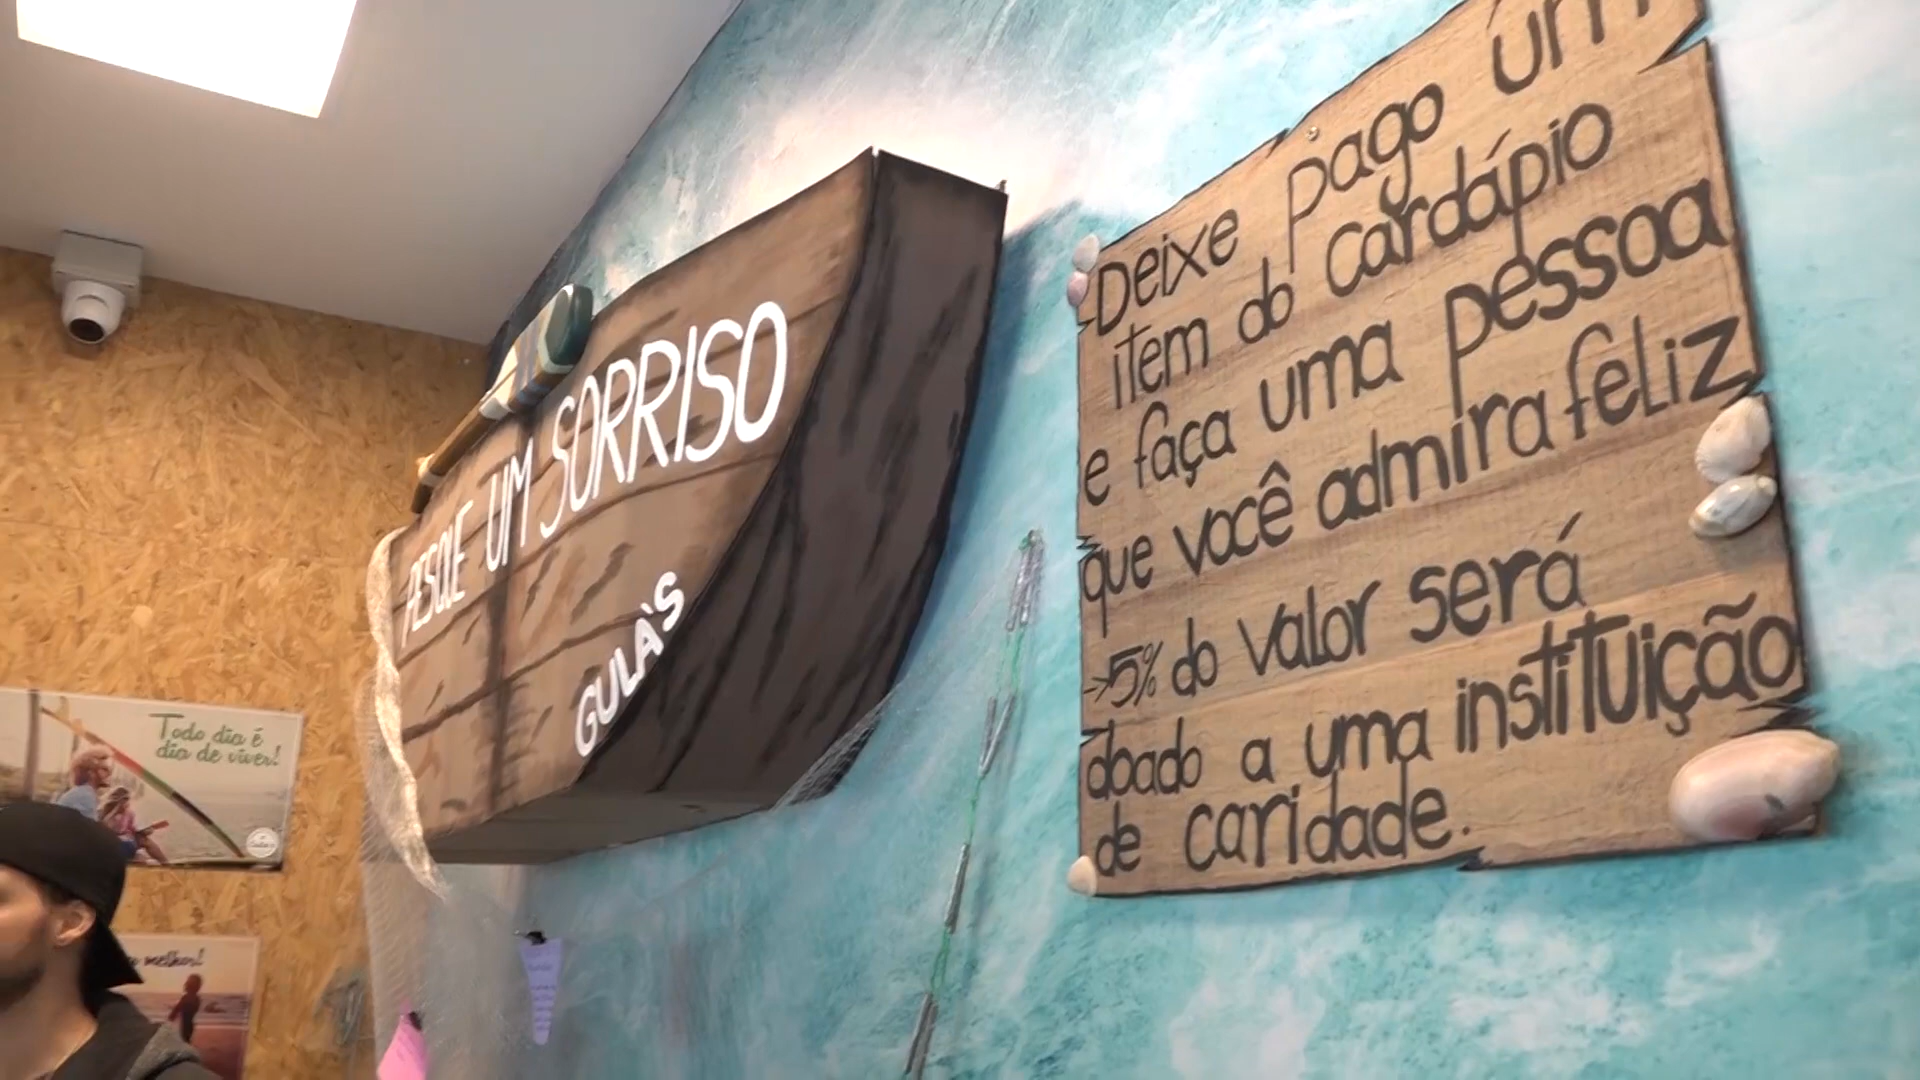 PESQUE UM SORRISO
GULA'S
Deixe pago um
item do cardápio
e faça uma pessoa
que você admira feliz
→5% do valor será
doado a uma instituição
de caridade.
Todo dia é
dia de viver!
melhor!